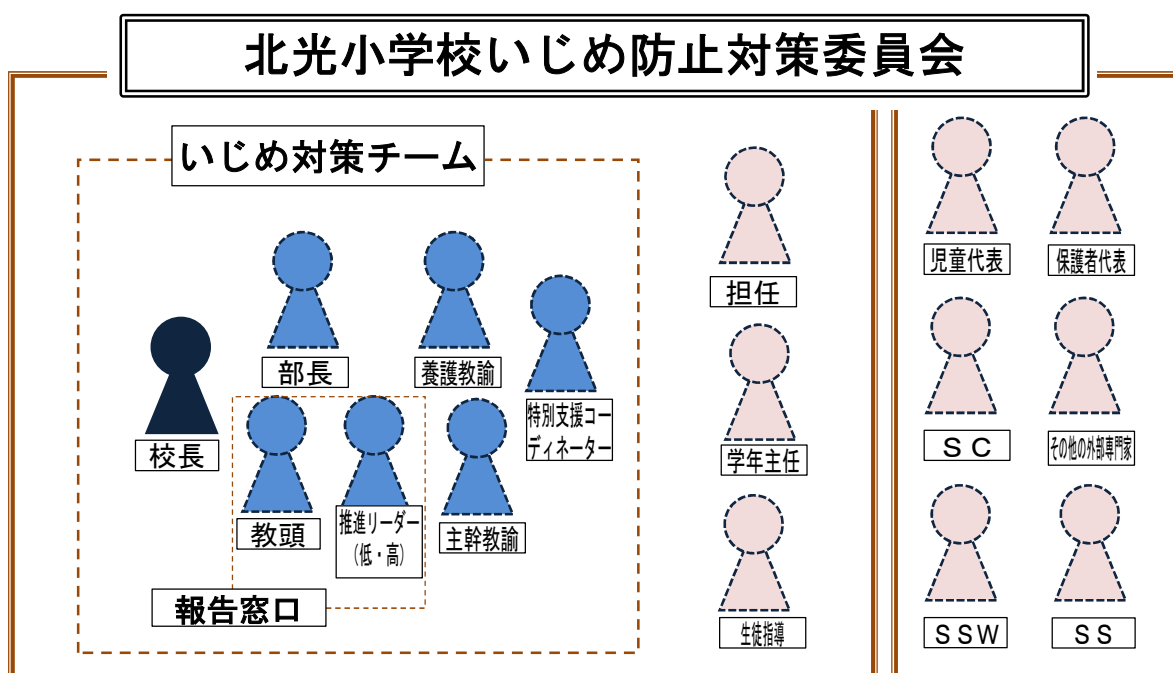 北光小学校いじめ防止対策委員会
いじめ対策チーム
部長
養護教諭
校長
特別支援コー
ディネーター
教頭
推進リーダー
（低・高）
主幹教諭
報告窓口
担任
学年主任
生徒指導
児童代表
保護者代表
ＳＣ
その他の外部専門家
ＳＳＷ
ＳＳ